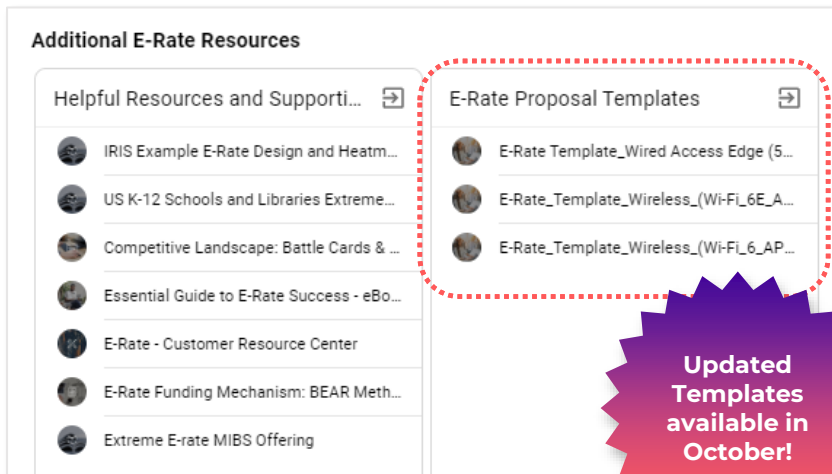 Additional E-Rate Resources
Helpful Resources and Supporti...
IRIS Example E-Rate Design and Heatm...
US K-12 Schools and Libraries Extreme...
Competitive Landscape: Battle Cards & ...
Essential Guide to E-Rate Success - eBo...
E-Rate - Customer Resource Center
E-Rate Funding Mechanism: BEAR Meth...
Extreme E-rate MIBS Offering
E-Rate Proposal Templates
E-Rate Template_Wired Access Edge (5...
E-Rate_Template_Wireless_(Wi-Fi_6E_A...
E-Rate_Template_Wireless_(Wi-Fi_6_AP...
Updated
Templates
available in
October!